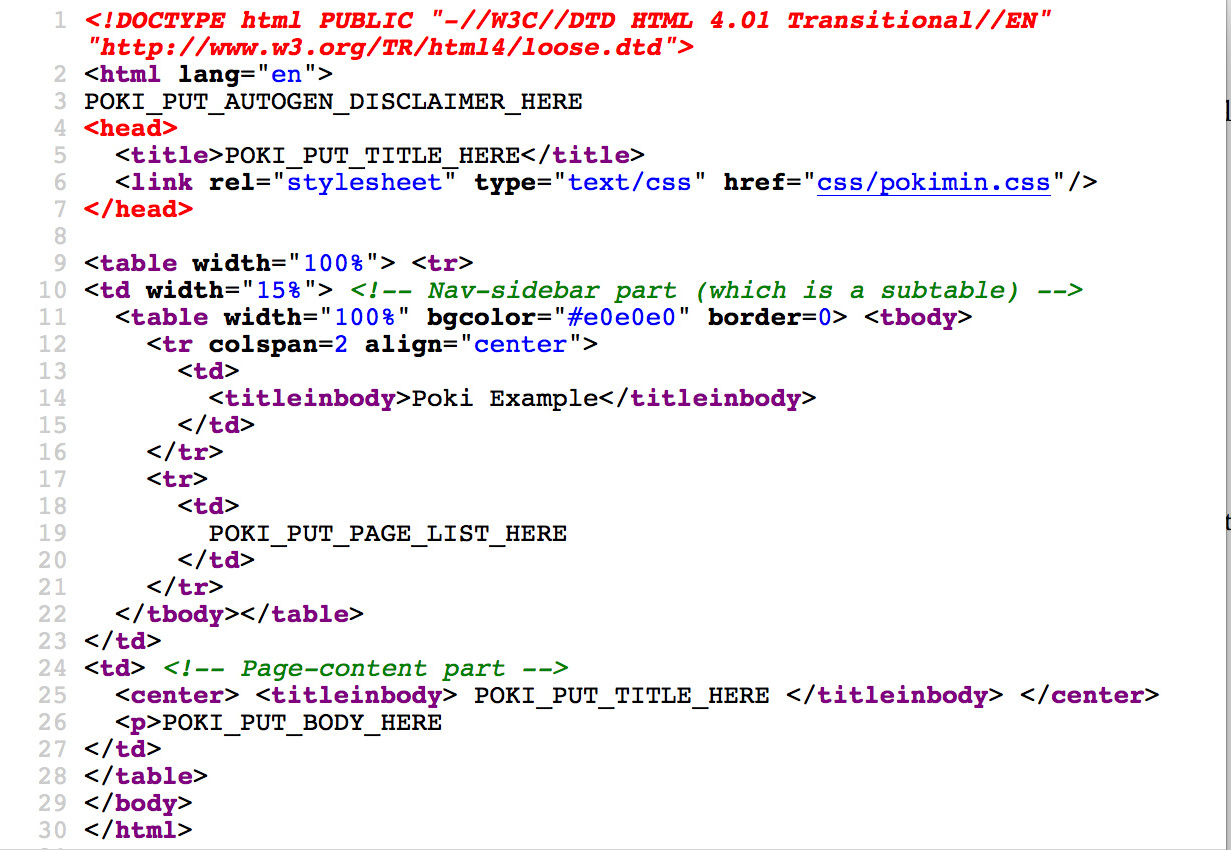 1 <!DOCTYPE html PUBLIC "-//W3C//DTD HTML 4.01 Transitional//EN"
"http://www.w3.org/TR/html4/loose.dtd">
2 <html lang="en">
3 POKI_PUT_AUTOGEN_DISCLAIMER_HERE
4 <head>
5   <title>POKI_PUT_TITLE_HERE</title>
6   <link rel="stylesheet" type="text/css" href="css/pokimin.css"/>
7 </head>
8
9 <table width="100%"> <tr>
10 <td width="15%"> <!-- Nav-sidebar part (which is a subtable) -->
11   <table width="100%" bgcolor="#e0e0e0" border=0> <tbody>
12     <tr colspan=2 align="center">
13       <td>
14         <titleinbody>Poki Example</titleinbody>
15       </td>
16     </tr>
17     <tr>
18       <td>
19         POKI_PUT_PAGE_LIST_HERE
20       </td>
21     </tr>
22   </tbody></table>
23 </td>
24 <td> <!-- Page-content part -->
25   <center> <titleinbody> POKI_PUT_TITLE_HERE </titleinbody> </center>
26   <p>POKI_PUT_BODY_HERE
27 </td>
28 </table>
29 </body>
30 </html>